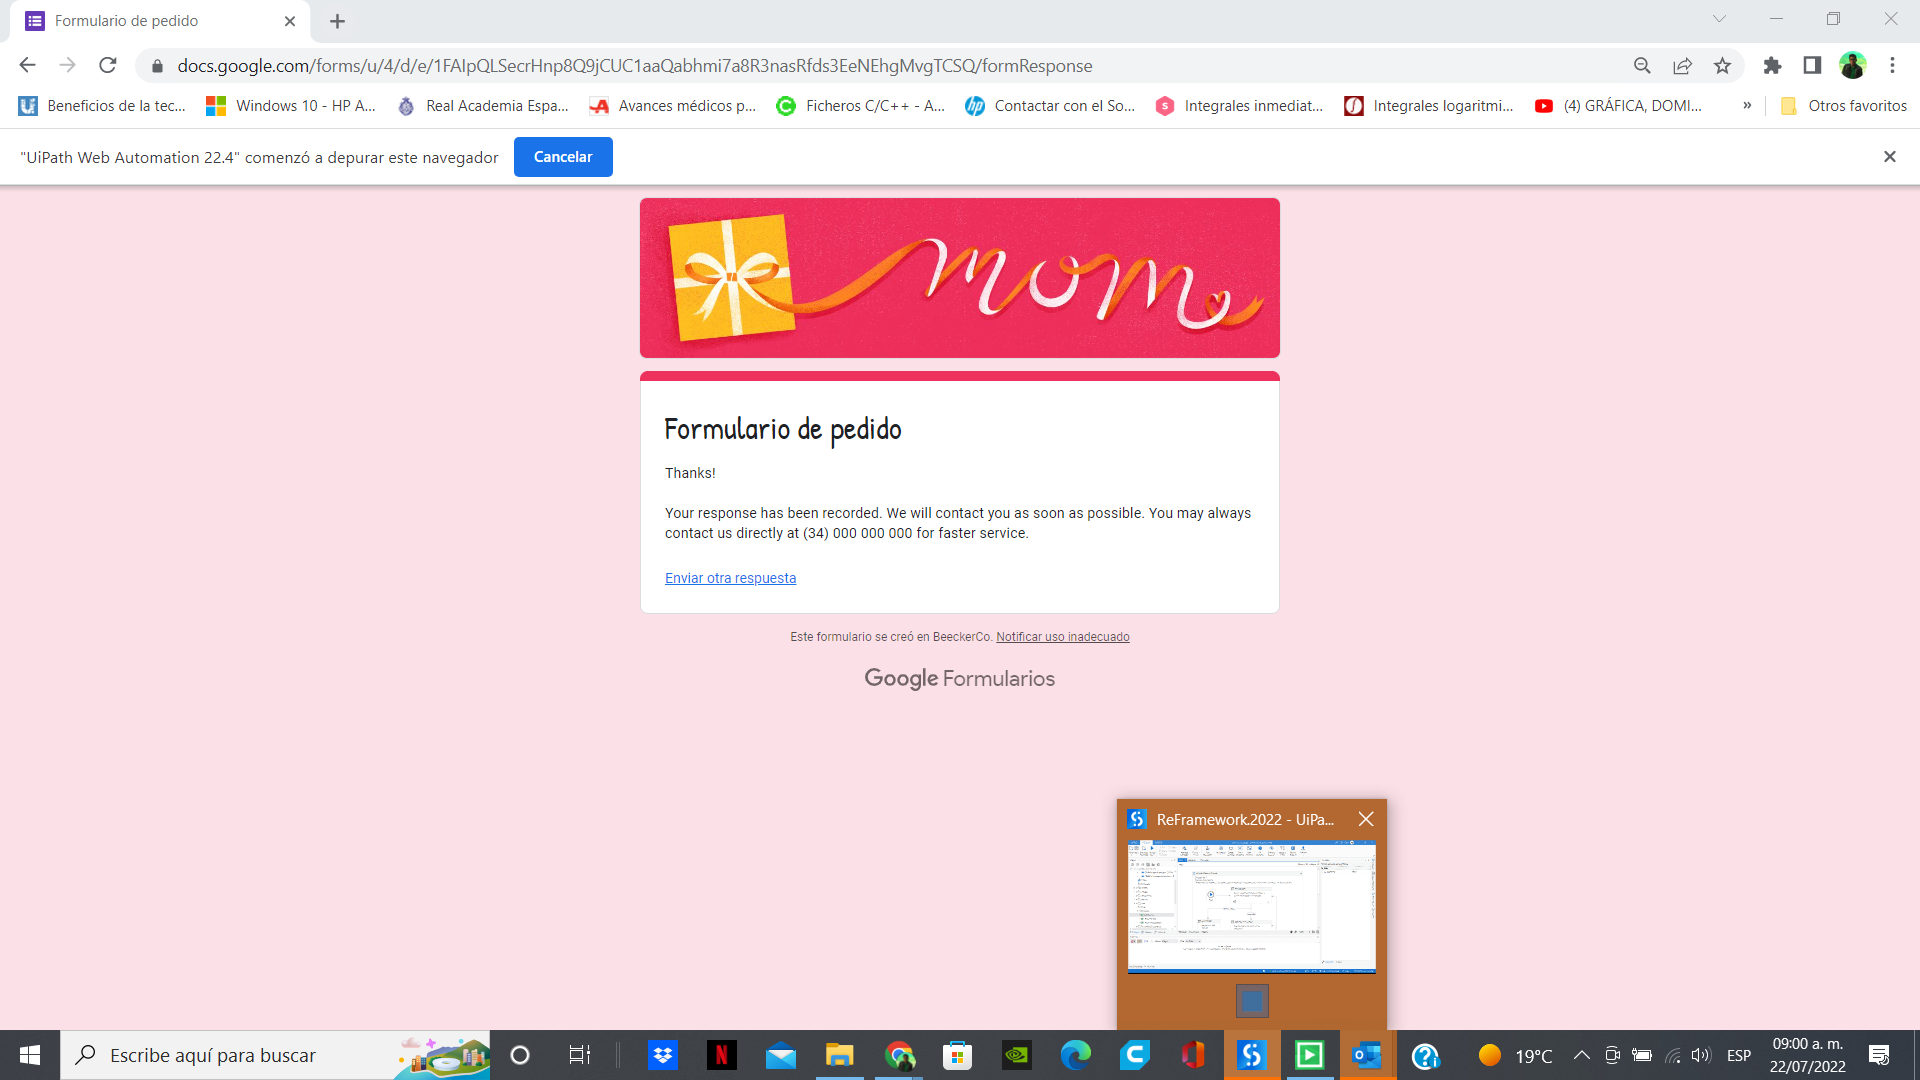 Formulario de pedido
docs.google.com/forms/u/4/d/e/1FAIpQLSecrHnp8Q9jCUC1aaQabhmi7a8R3nasRfds3EeNEhgMvgTCSQ/formResponse
Beneficios de la tec...
Windows 10 - HP A...
Real Academia Espa...
Avances médicos p...
Ficheros C/C++ - A...
Contactar con el So...
Integrales inmediat...
Integrales logaritmi...
(4) GRÁFICA, DOMI...
»
Otros favoritos
"UiPath Web Automation 22.4" comenzó a depurar este navegador
Cancelar
mom
Formulario de pedido
Thanks!
Your response has been recorded. We will contact you as soon as possible. You may always
contact us directly at (34) 000 000 000 for faster service.
Enviar otra respuesta
Este formulario se creó en BeeckerCo. Notificar uso inadecuado
Google Formularios
ReFramework.2022 - UiPa...
Escribe aquí para buscar
19°C
ESP
09:00 a. m.
22/07/2022